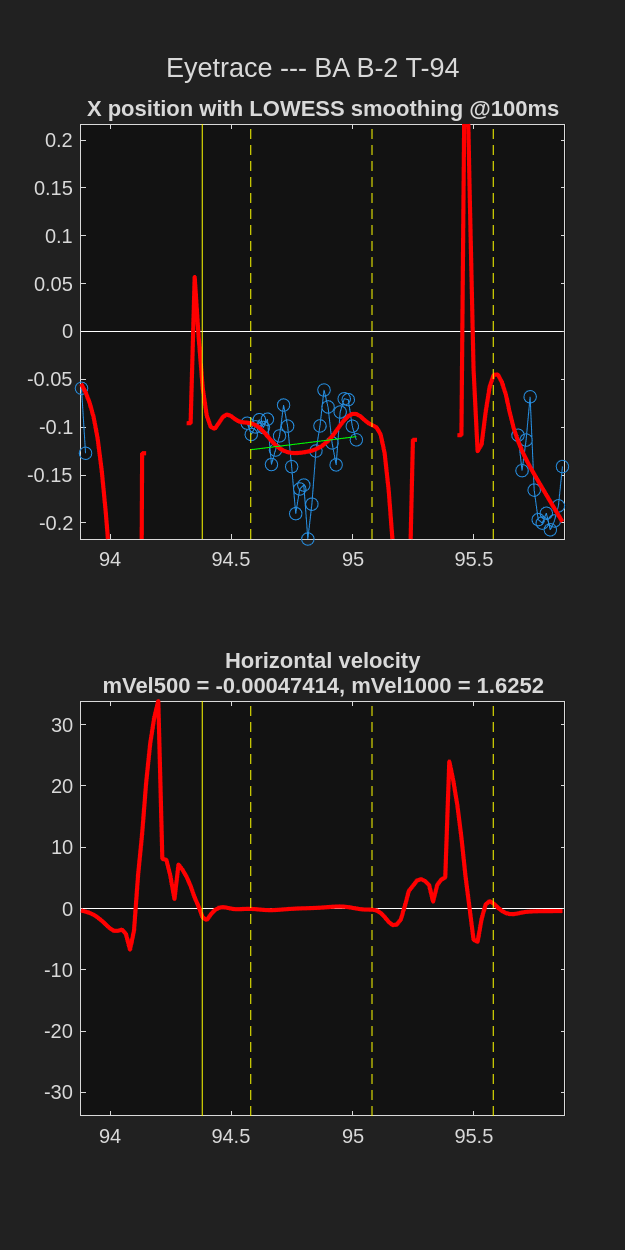 Eyetrace --- BA B-2 T-94
X position with LOWESS smoothing @100ms
0.2
0.15
0.1
0.05
0
-0.05
-0.1
-0.15
-0.2
94 94.5 95 95.5
Horizontal velocity
mVel500 = -0.00047414, mVel1000 = 1.6252
30
20
10
0
-10
-20
-30
94 94.5 95 95.5